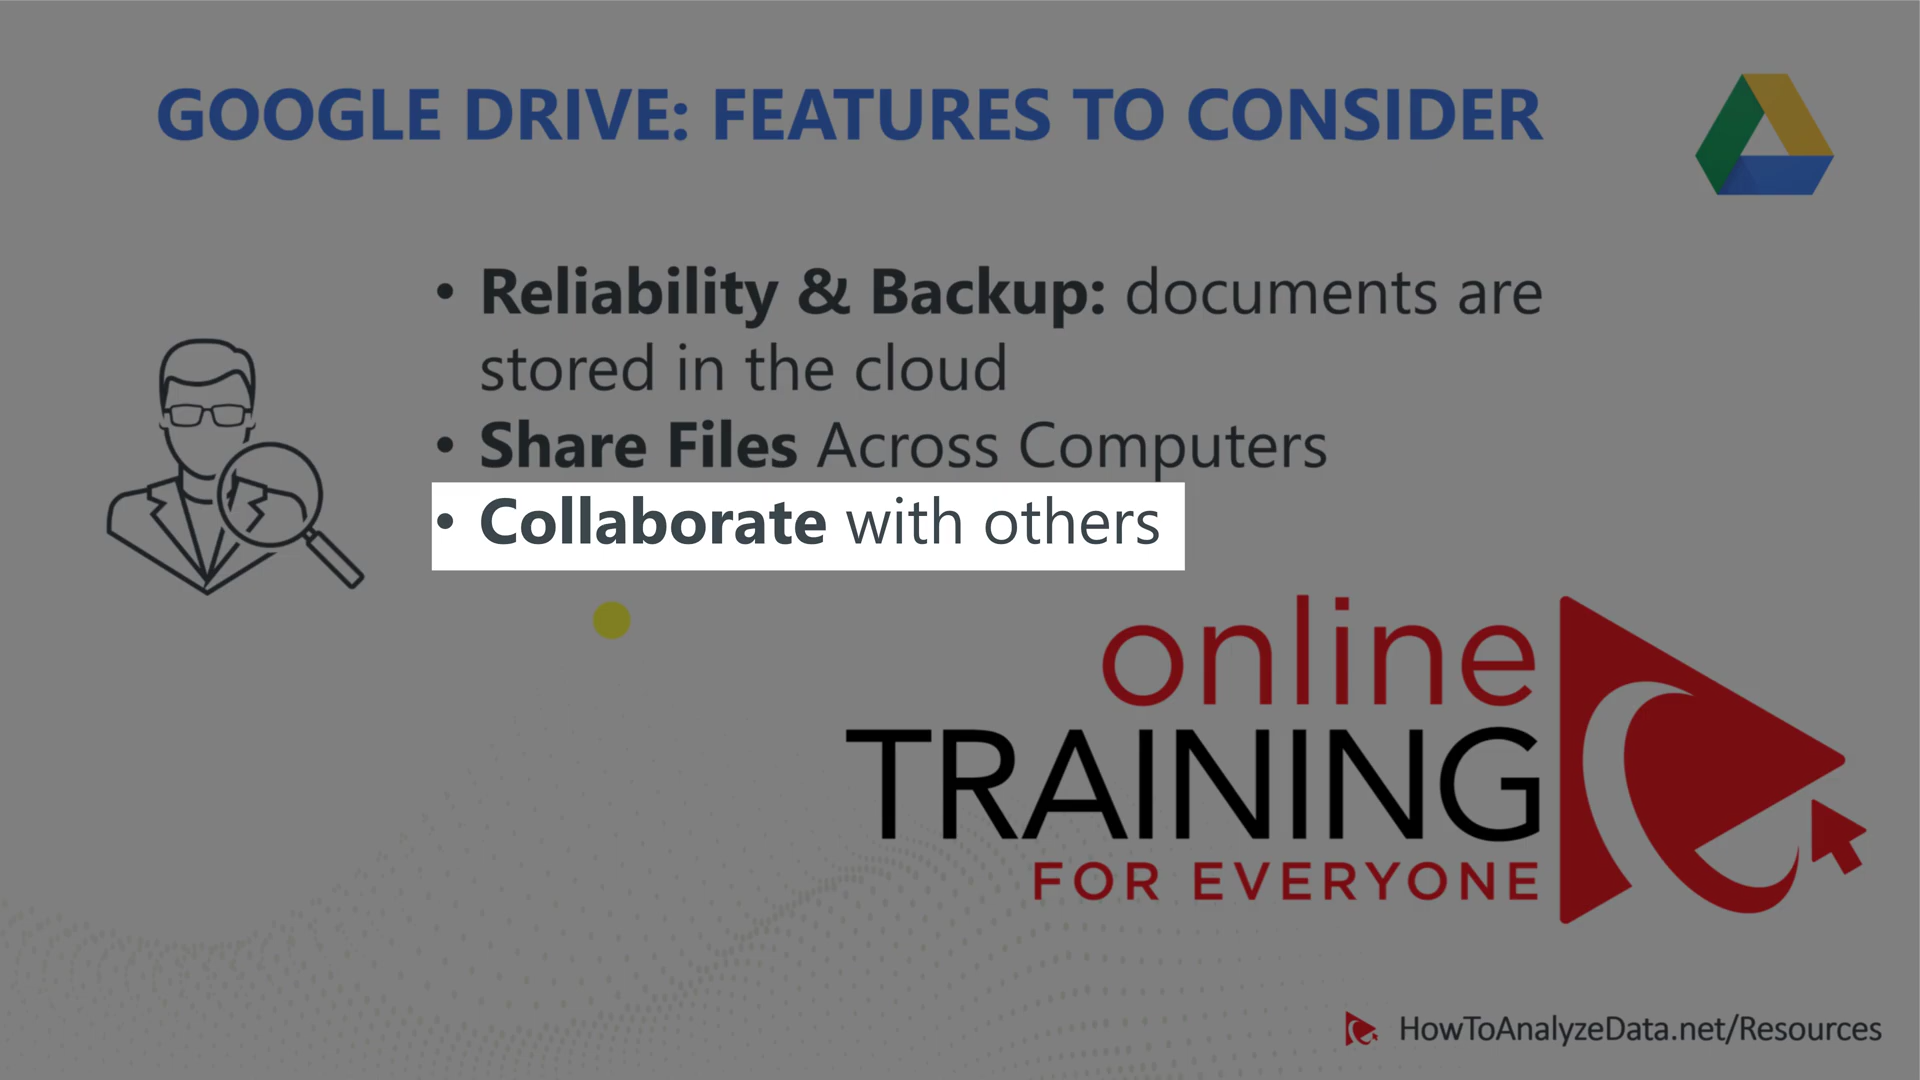 GOOGLE DRIVE: FEATURES TO CONSIDER
• Reliability & Backup: documents are
stored in the cloud
• Share Files Across Computers
• Collaborate with others
online
TRAINING
FOR EVERYONE
HowToAnalyzeData.net/Resources